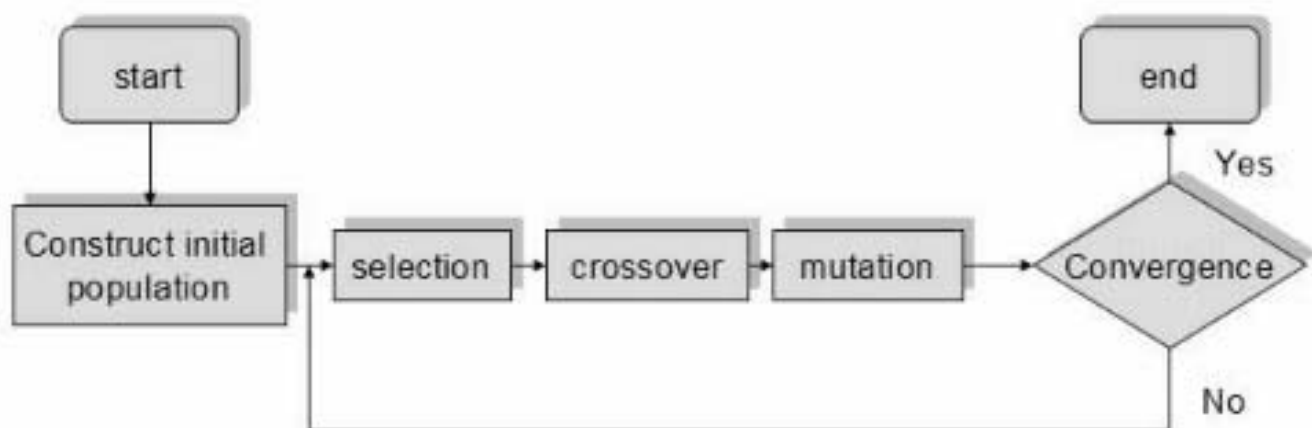 start
end
Yes
Construct initial
population
selection
crossover
mutation
Convergence
No